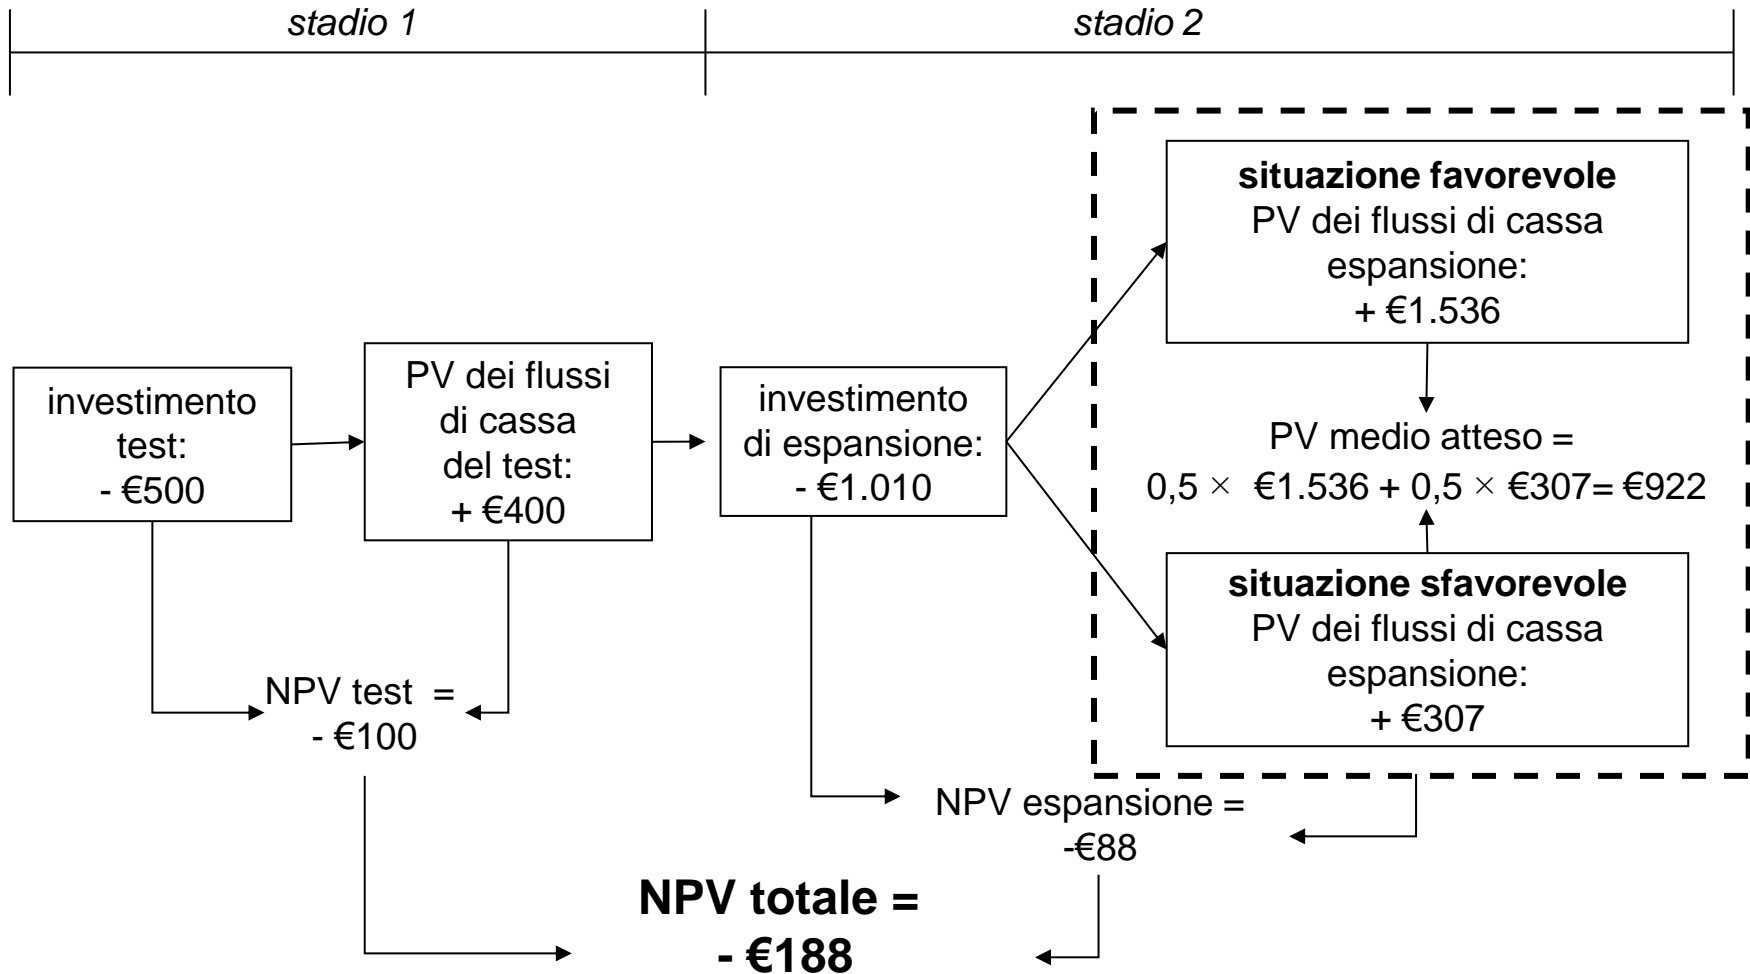 stadio 1
stadio 2
situazione favorevole
PV dei flussi di cassa
espansione:
+ €1.536
investimento
test:
- €500
PV dei flussi
di cassa
del test:
+ €400
investimento
di espansione:
- €1.010
PV medio atteso =
0,5 × €1.536 + 0,5 × €307= €922
situazione sfavorevole
PV dei flussi di cassa
espansione:
+ €307
NPV test =
- €100
NPV espansione =
-€88
NPV totale =
- €188